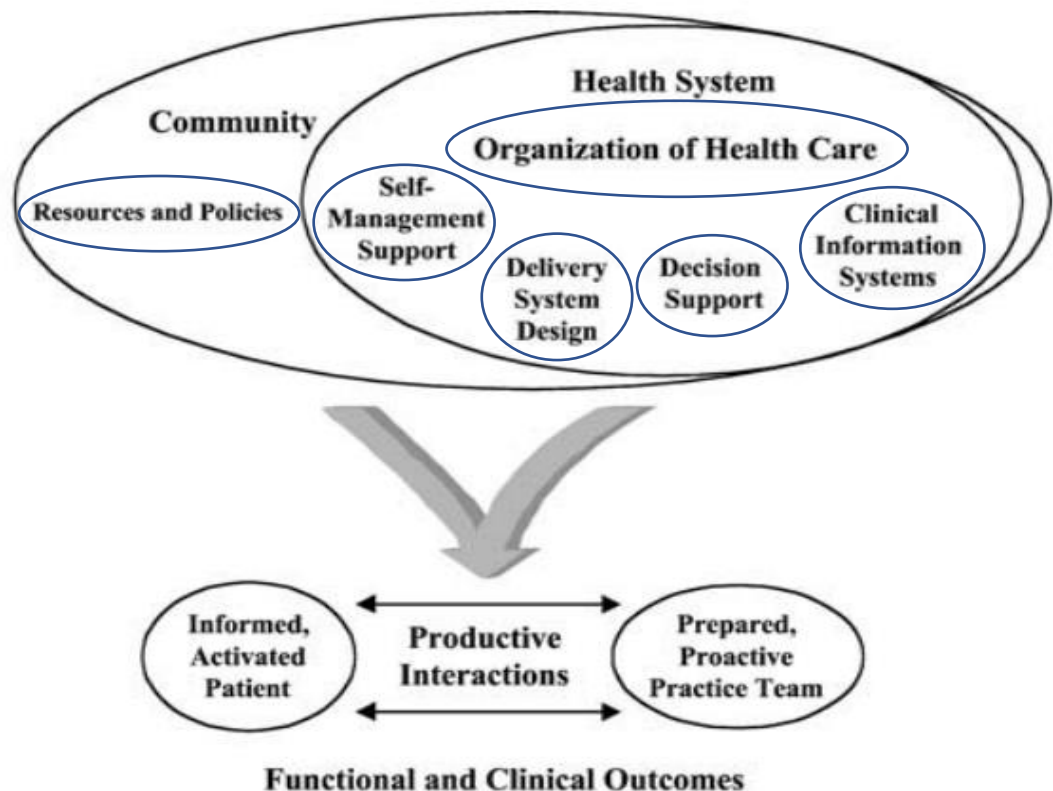 Health System
Community
Organization of Health Care
Resources and Policies
Self-
Management
Support
Delivery
System
Design
Decision
Support
Clinical
Information
Systems
Informed,
Activated
Patient
Productive
Interactions
Prepared,
Proactive
Practice Team
Functional and Clinical Outcomes